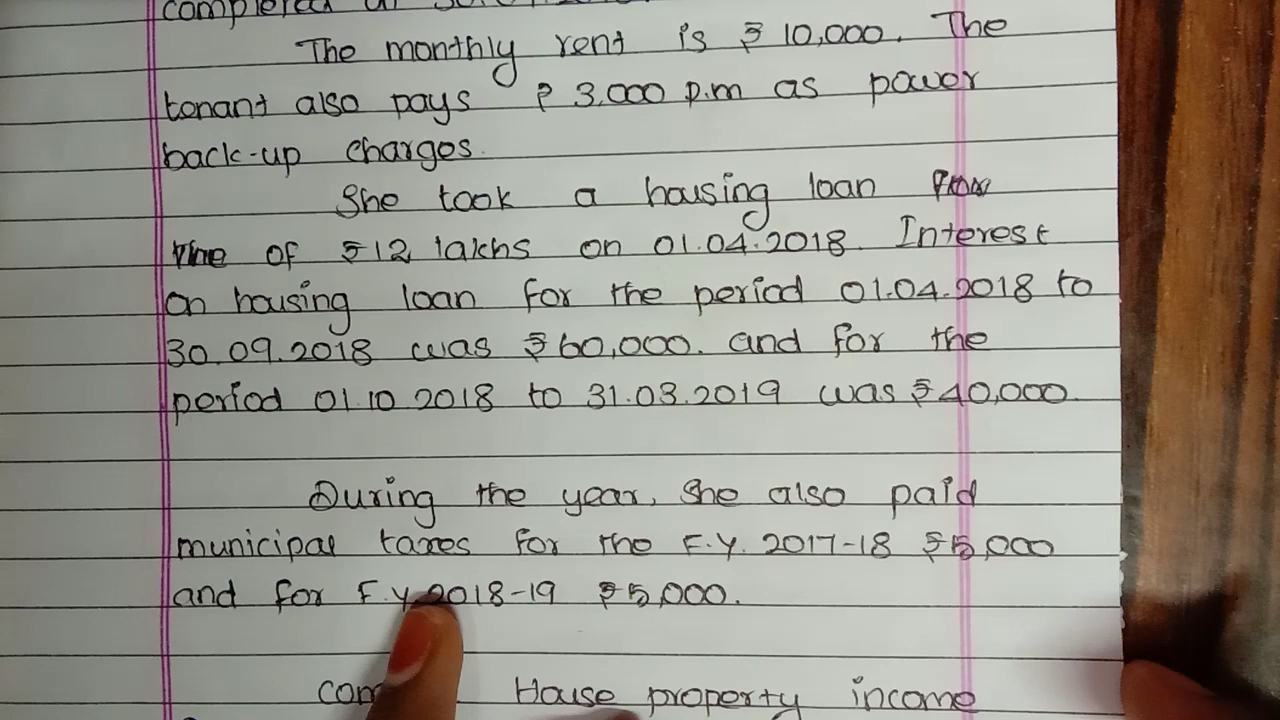 completed
The monthly rent is ₹ 10,000. The
tenant also pays ₹ 3,000 p.m as power
back-up charges.
She took a housing loan
of ₹ 12 lakhs on 01.04.2018. Interest
on housing loan for the period 01.04.2018 to
30.09.2018 was ₹ 60,000. and for the
period 01.10 2018 to 31.03.2019 was ₹ 40,000.
During the year, she also paid
municipal taxes for the F.Y. 2017-18 ₹5,000
and for F.Y 2018-19 ₹5,000.
House property income